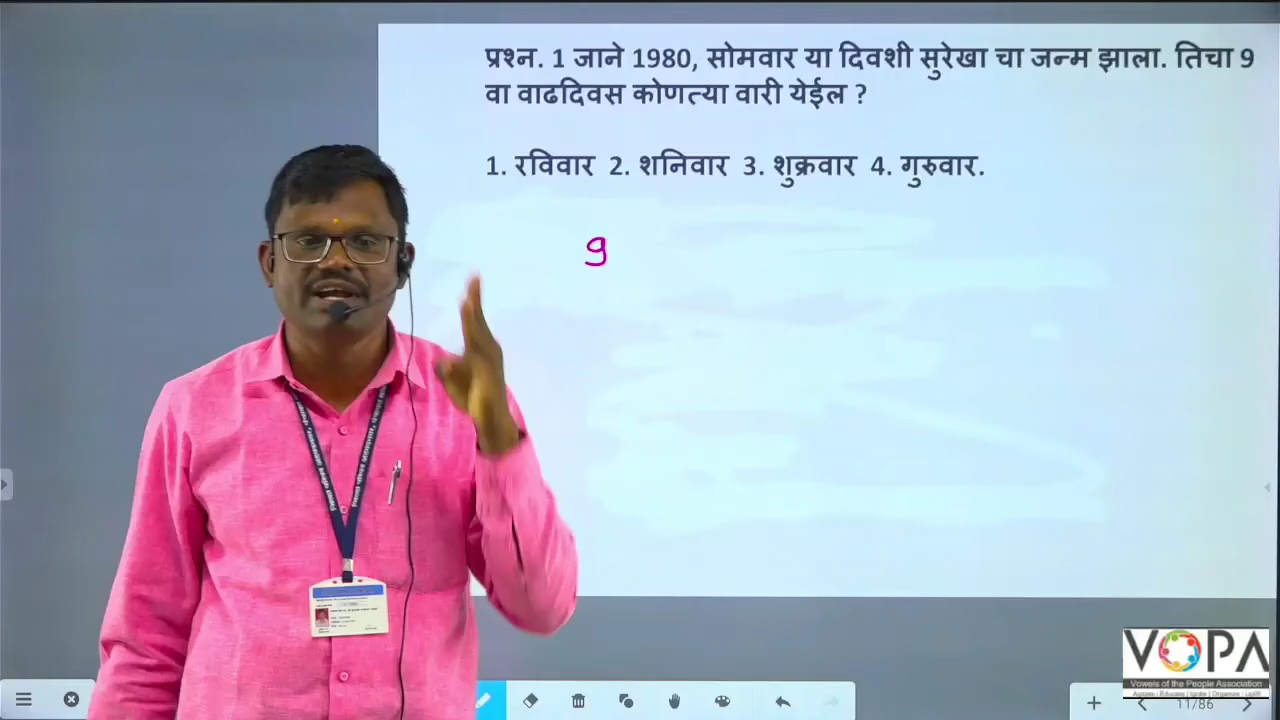 प्रश्न. 1 जाने 1980, सोमवार या दिवशी सुरेखा चा जन्म झाला. तिचा 9
वा वाढदिवस कोणत्या वारी येईल ?
1. रविवार 2. शनिवार 3. शुक्रवार 4. गुरुवार.
9
VOPA
Vowels of the People Association
11/86